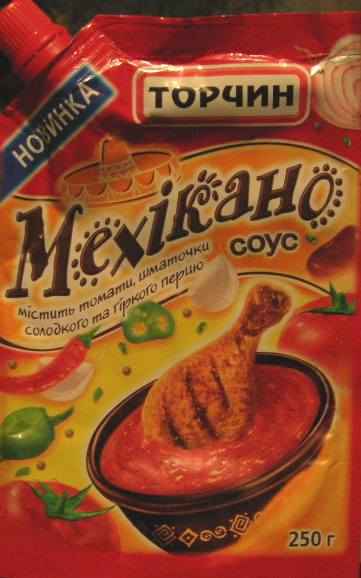 НОВИНКА
ТОРЧИН
Мехікано
соус
містить томати, шматочки
солодкого та гіркого перцю
250 г